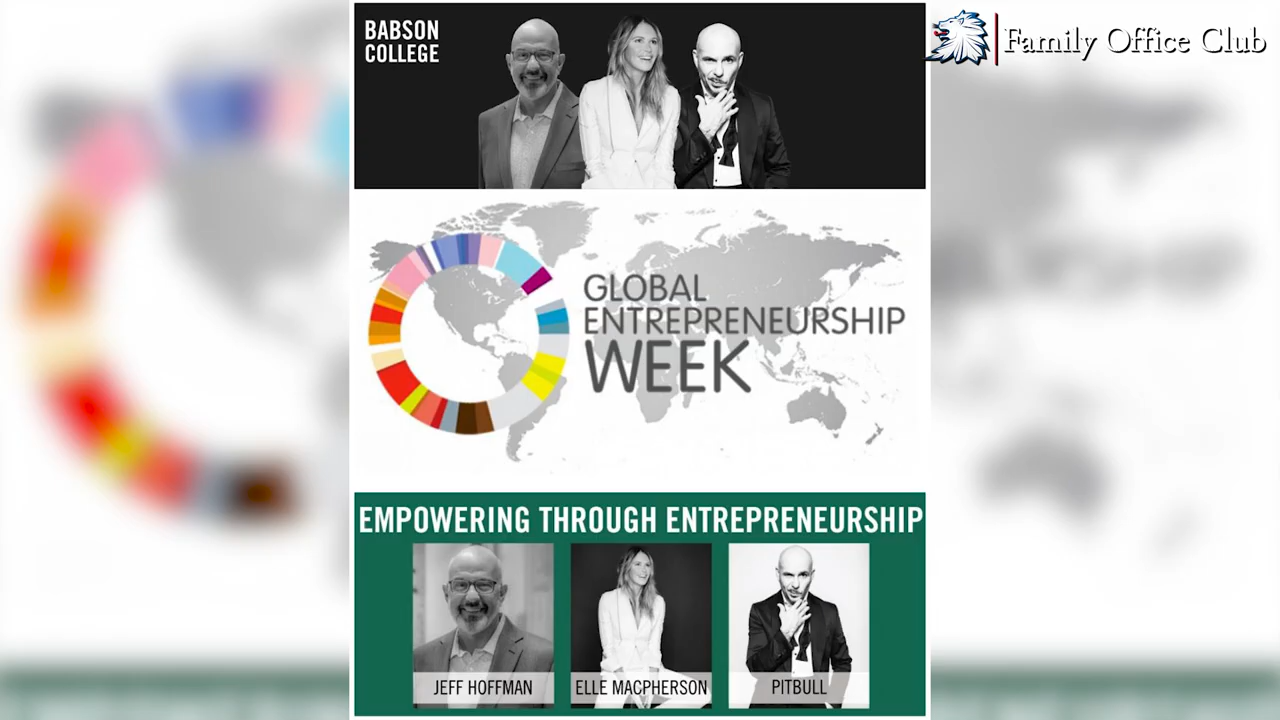 BABSON
COLLEGE
Family Office Club
GLOBAL
ENTREPRENEURSHIP
WEEK
EMPOWERING THROUGH ENTREPRENEURSHIP
JEFF HOFFMAN
ELLE MACPHERSON
PITBULL